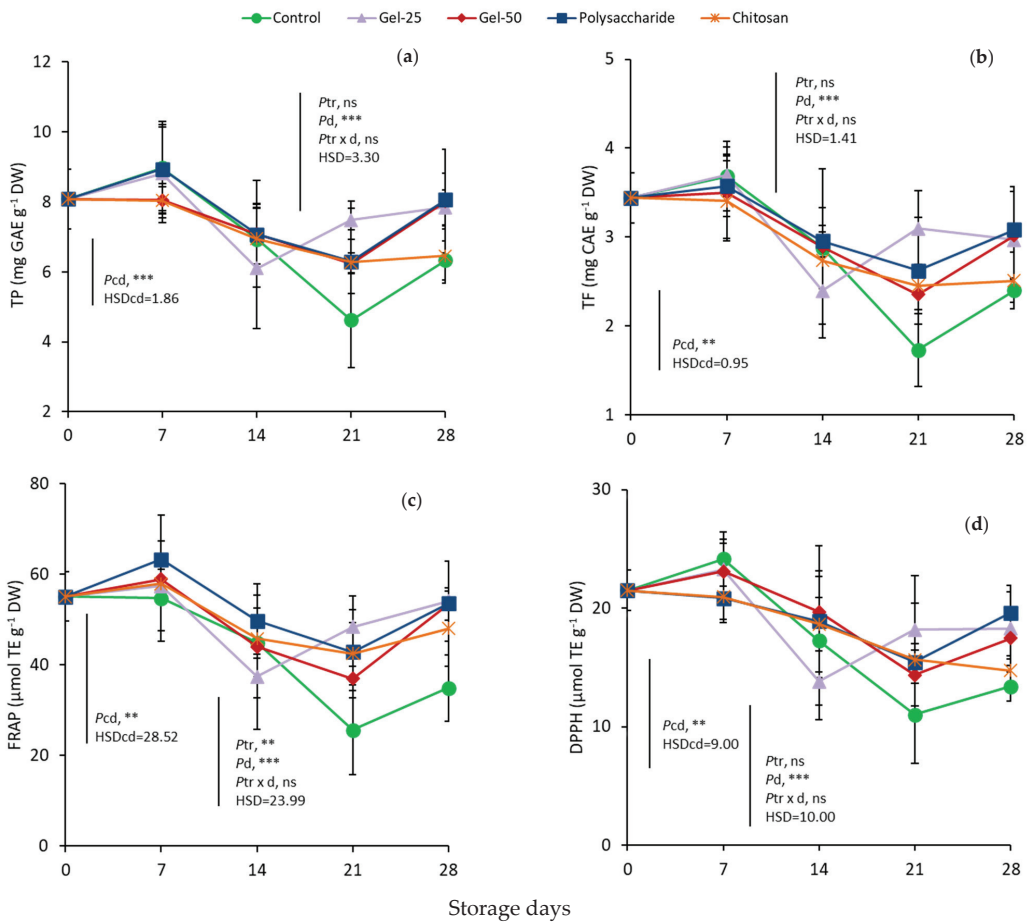 Control Gel-25 Gel-50 Polysaccharide Chitosan
(a)
12
10
8
6
4
2
TP (mg GAE g⁻¹ DW)
Ptr, ns
Pd, ***
Ptr x d, ns
HSD=3.30
Pcd, ***
HSDcd=1.86
0 7 14 21 28
(b)
5
4
3
2
1
TF (mg CAE g⁻¹ DW)
Ptr, ns
Pd, ***
Ptr x d, ns
HSD=1.41
Pcd, **
HSDcd=0.95
0 7 14 21 28
(c)
80
60
40
20
0
FRAP (μmol TE g⁻¹ DW)
Pcd, **
HSDcd=28.52
Ptr, **
Pd, ***
Ptr x d, ns
HSD=23.99
0 7 14 21 28
(d)
30
20
10
0
DPPH (μmol TE g⁻¹ DW)
Pcd, **
HSDcd=9.00
Ptr, ns
Pd, ***
Ptr x d, ns
HSD=10.00
0 7 14 21 28
Storage days